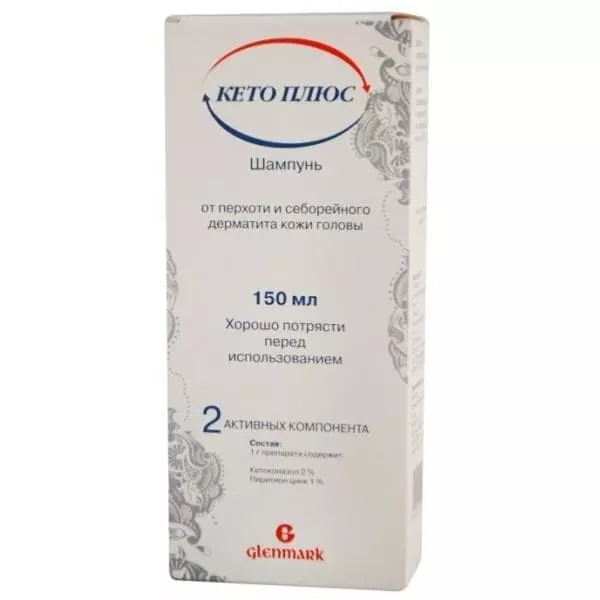 КЕТО ПЛЮС
Шампунь
от перхоти и себорейного
дерматита кожи головы
150 мл
Хорошо потрясти
перед
использованием
2 АКТИВНЫХ КОМПОНЕНТА
Состав:
1 г препарата содержит:
Кетоконазол 2 %
Пиритион цинк 1 %
G
Glenmark